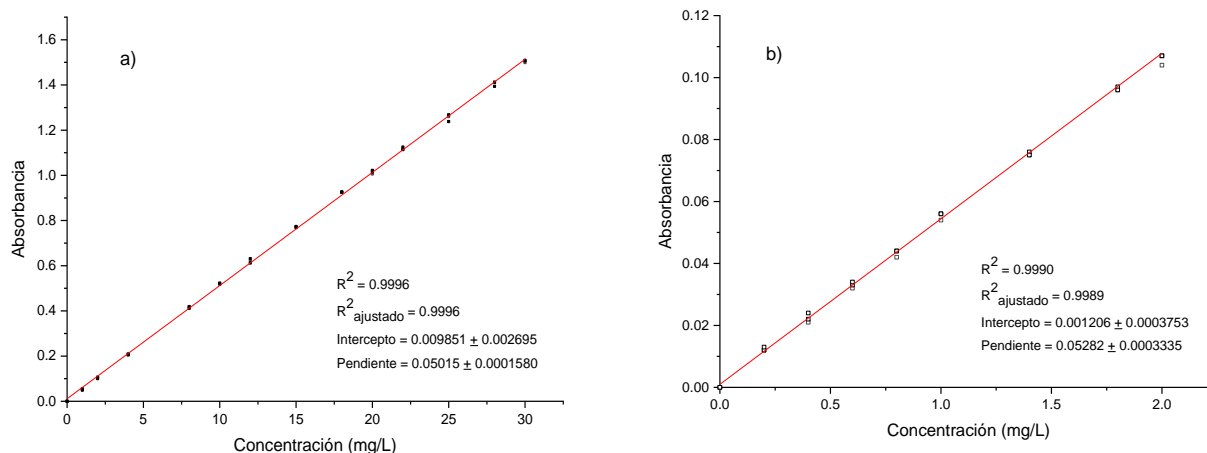 a)
1.6
1.4
1.2
1.0
0.8
0.6
0.4
0.2
0.0
Absorbancia
R² = 0.9996
R²ajustado = 0.9996
Intercepto = 0.009851 ± 0.002695
Pendiente = 0.05015 ± 0.0001580
0 5 10 15 20 25 30
Concentración (mg/L)
b)
0.12
0.10
0.08
0.06
0.04
0.02
0.00
Absorbancia
R² = 0.9990
R²ajustado = 0.9989
Intercepto = 0.001206 ± 0.0003753
Pendiente = 0.05282 ± 0.0003335
0.0 0.5 1.0 1.5 2.0
Concentración (mg/L)